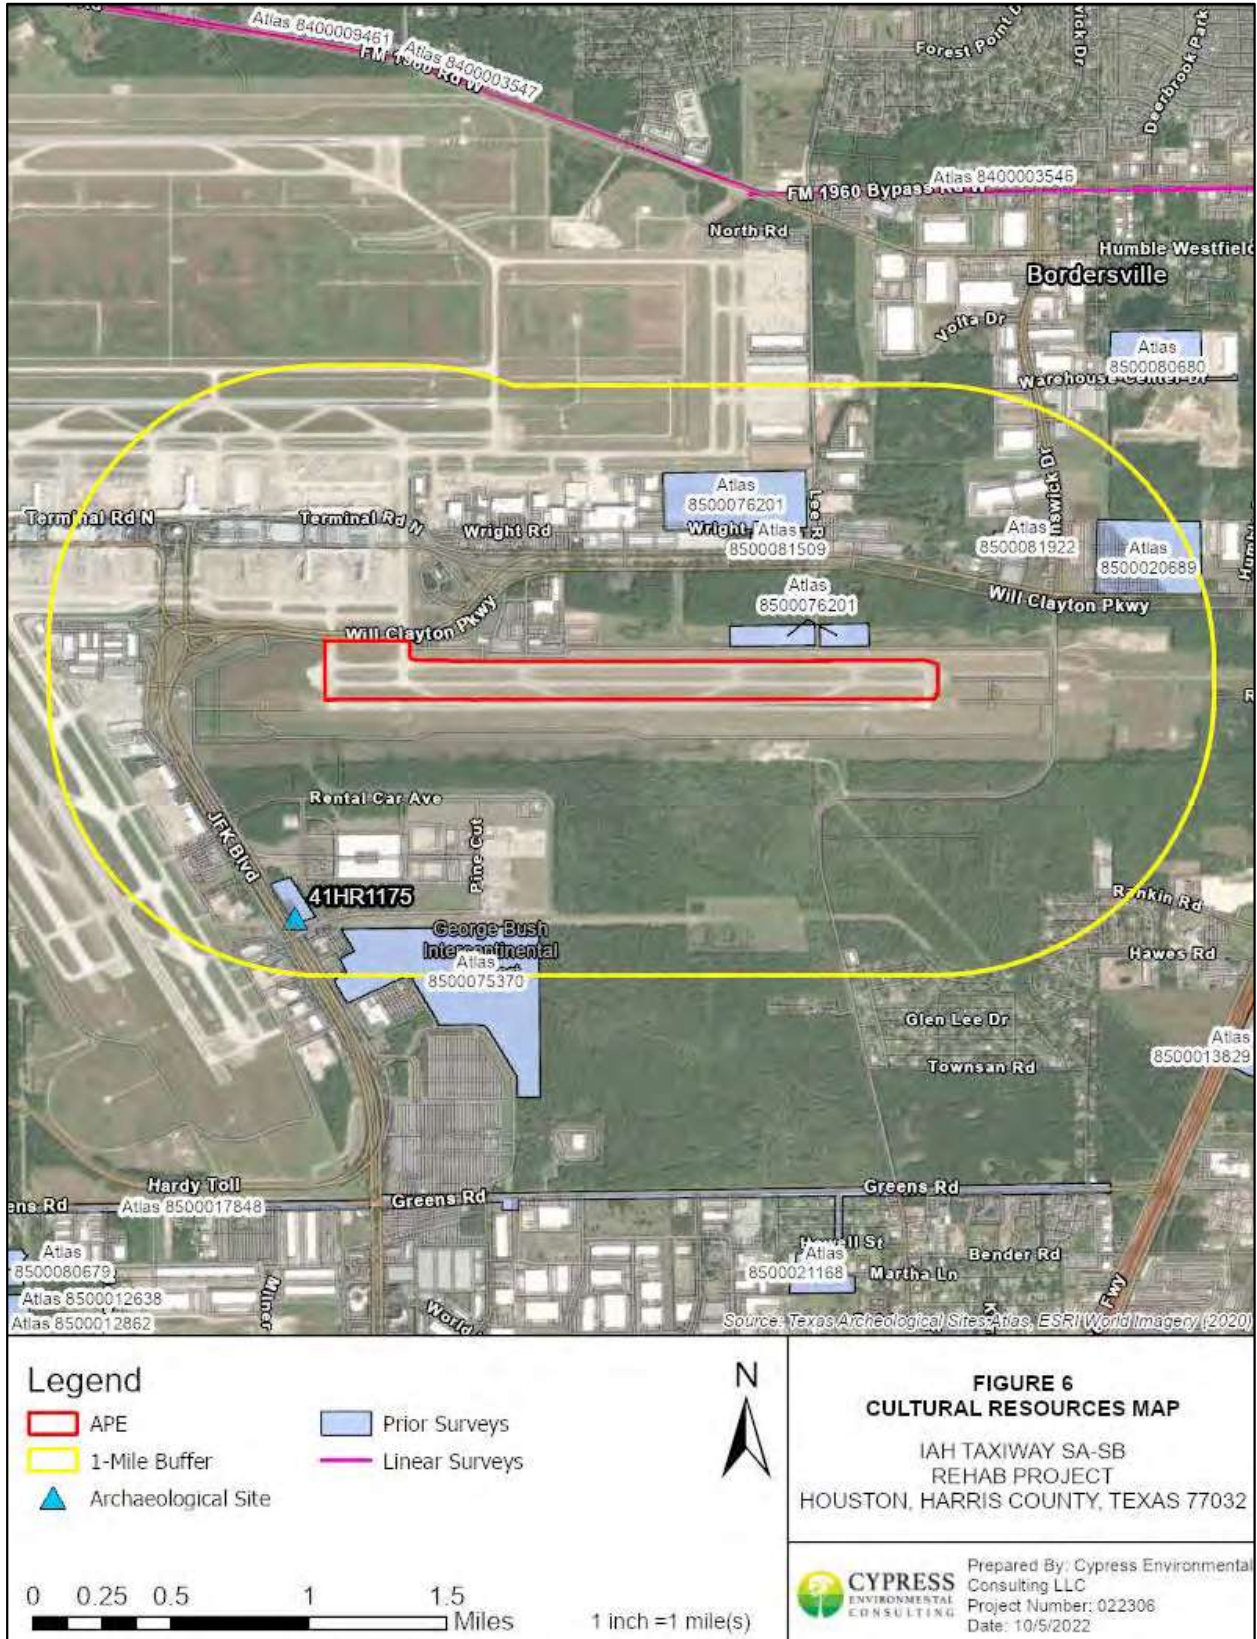 Atlas 8400009461
Atlas 8400003547
FM 1960 Rd W
Forest Point
Deerbrook Park
Atlas 8400003546
FM 1960 Bypass Rd W
North Rd
Humble Westfield
Bordersville
Volta Dr
Atlas
8500080680
Warehouse Center Dr
Atlas
8500076201
Terminal Rd N
Terminal Rd N
Wright Rd
Wright
Atlas
8500081509
Atlas
8500081922
Atlas
8500020689
Atlas
8500076201
Will Clayton Pkwy
Will Clayton Pkwy
Rental Car Ave
JFK Blvd
Pine Cut
41HR1175
George Bush
Intercontinental
Atlas
8500075370
Rankin Rd
Hawes Rd
Glen Lee Dr
Townsan Rd
Atlas
8500013829
Hardy Toll
ens Rd
Atlas 8500017848
Greens Rd
Greens Rd
Atlas
8500080679
Atlas 8500012638
Atlas 8500012862
Miner
World
Howell St
Atlas
8500021168
Martha Ln
Bender Rd
Fwy
Source: Texas Archeological Sites Atlas, ESRI World Imagery (2020)
Legend
APE
1-Mile Buffer
Archaeological Site
Prior Surveys
Linear Surveys
N
0 0.25 0.5 1 1.5
Miles
1 inch =1 mile(s)
FIGURE 6
CULTURAL RESOURCES MAP
IAH TAXIWAY SA-SB
REHAB PROJECT
HOUSTON, HARRIS COUNTY, TEXAS 77032
CYPRESS
ENVIRONMENTAL
CONSULTING
Prepared By: Cypress Environmental
Consulting LLC
Project Number: 022306
Date: 10/5/2022